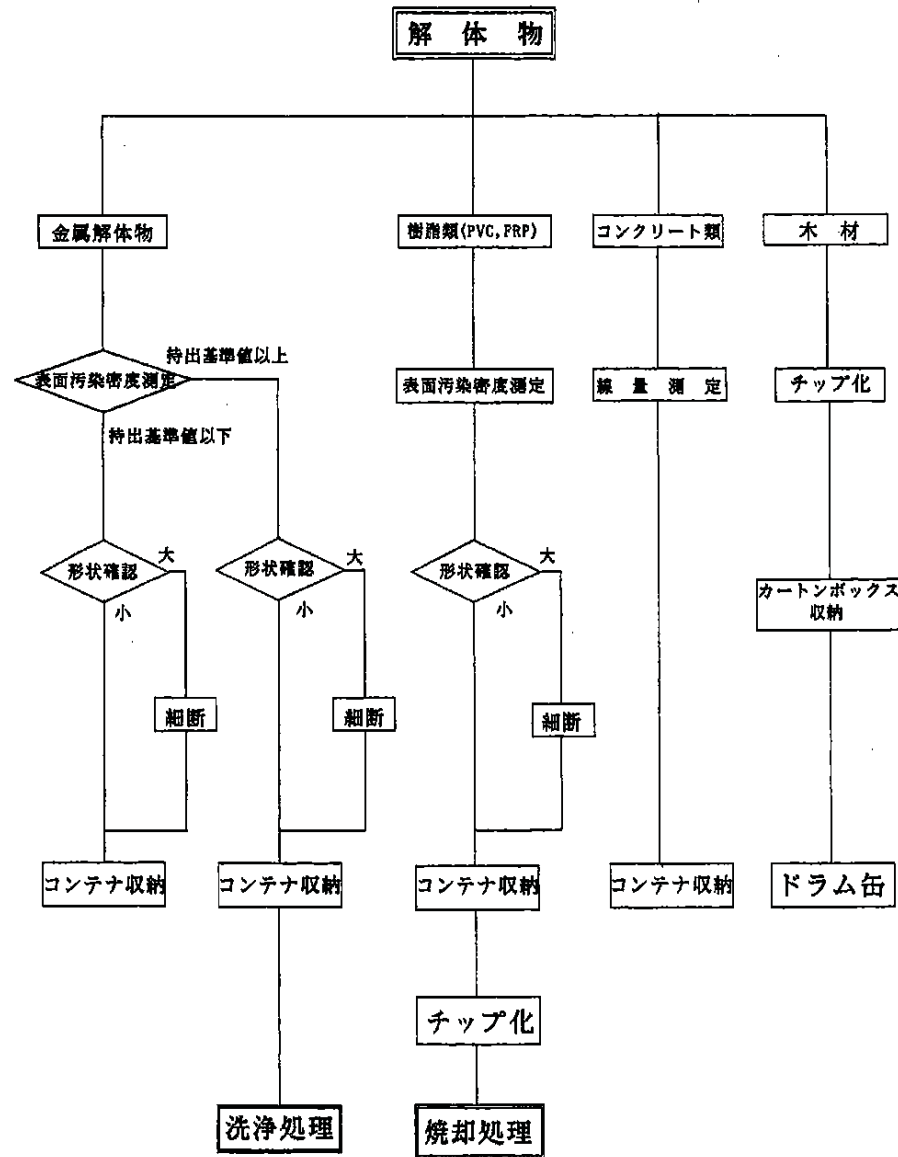 解体物
金属解体物
樹脂類(PVC,FRP)
コンクリート類
木材
持出基準値以上
表面汚染密度測定
表面汚染密度測定
線量測定
チップ化
持出基準値以下
形状確認
大
小
形状確認
大
小
形状確認
大
小
カートンボックス
収納
細断
細断
細断
コンテナ収納
コンテナ収納
コンテナ収納
コンテナ収納
ドラム缶
チップ化
洗浄処理
焼却処理